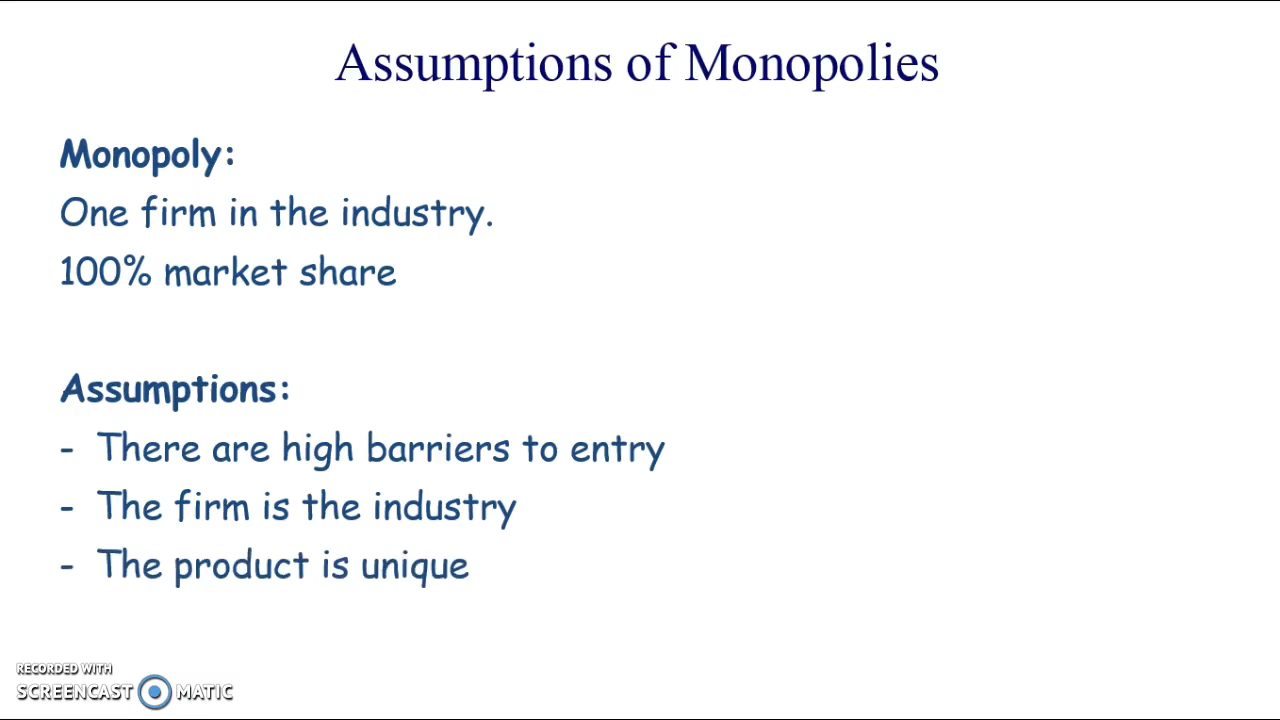 Assumptions of Monopolies
Monopoly:
One firm in the industry.
100% market share
Assumptions:
- There are high barriers to entry
- The firm is the industry
- The product is unique
RECORDED WITH
SCREENCAST MATIC